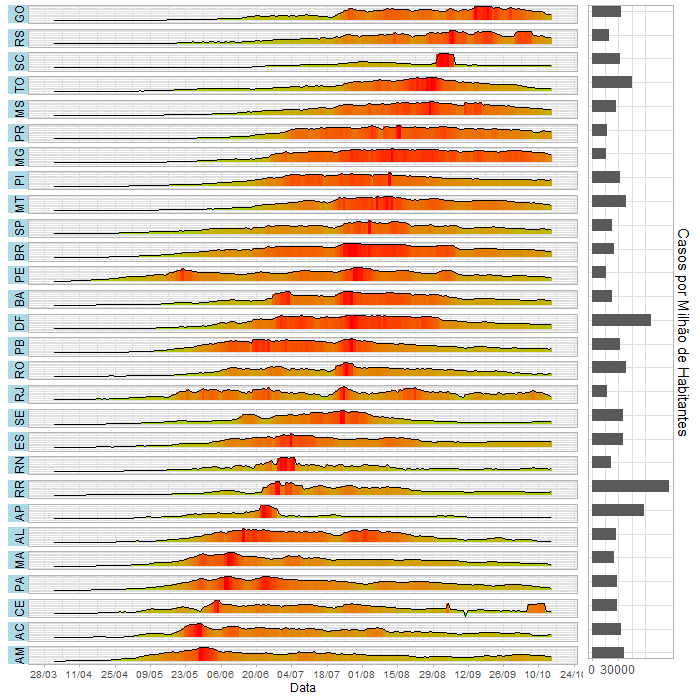 GO
RS
SC
TO
MS
PR
MG
PI
MT
SP
BR
PE
BA
DF
PB
RO
RJ
SE
ES
RN
RR
AP
AL
MA
PA
CE
AC
AM
28/03 11/04 25/04 09/05 23/05 06/06 20/06 04/07 18/07 01/08 15/08 29/08 12/09 26/09 10/10 24/10
Data
0 30000
Casos por Milhão de Habitantes